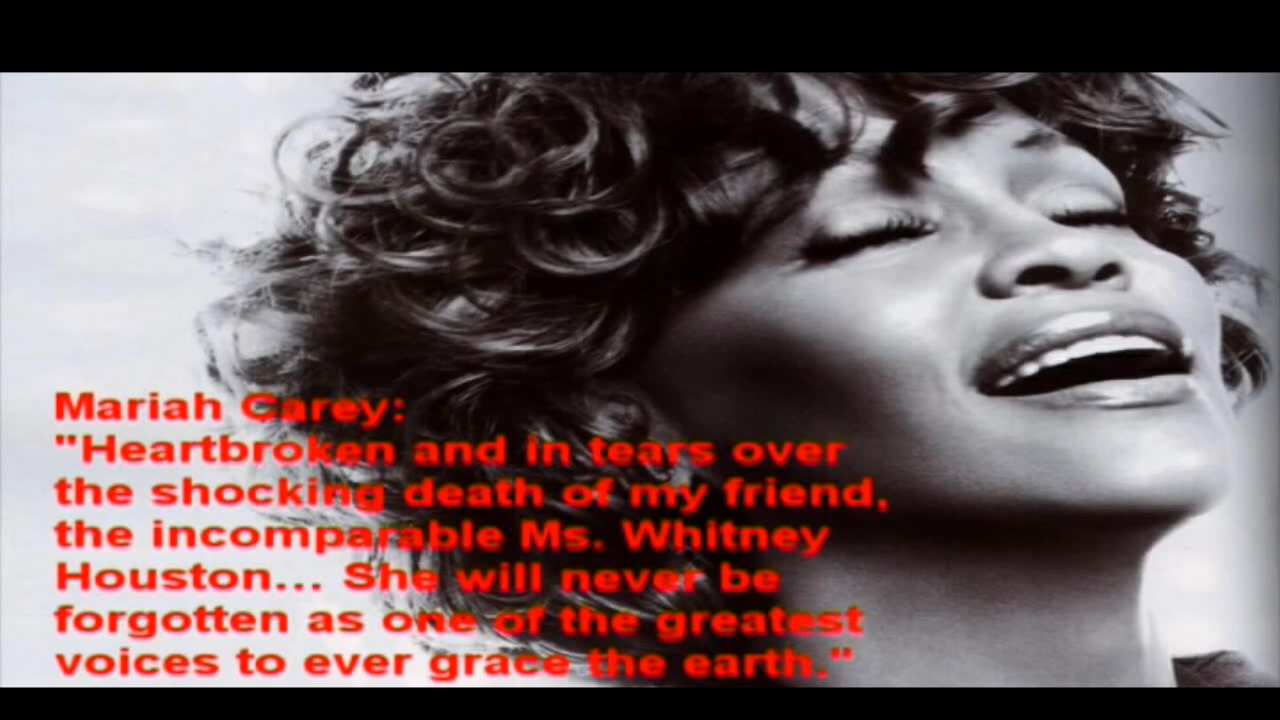 Mariah Carey:
"Heartbroken and in tears over
the shocking death of my friend,
the incomparable Ms. Whitney
Houston... She will never be
forgotten as one of the greatest
voices to ever grace the earth."